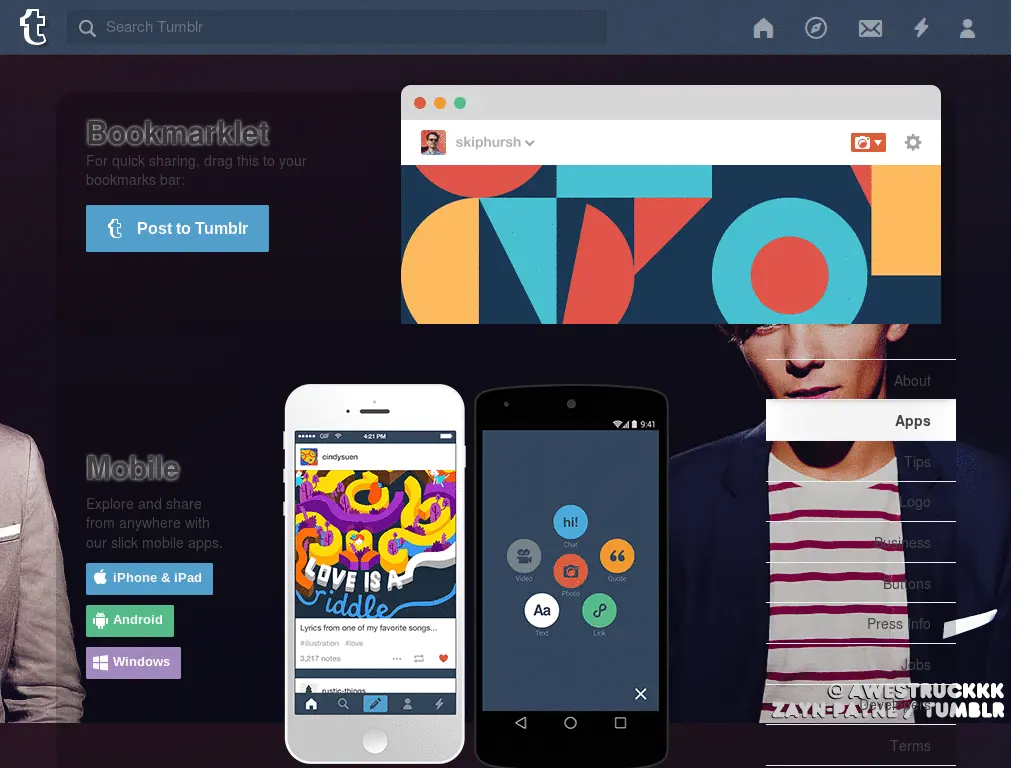 Search Tumblr
Bookmarklet
For quick sharing, drag this to your
bookmarks bar:
Post to Tumblr
skiphursh
About
Apps
Tips
Logo
Business
Buttons
Press Info
Jobs
Developers
Terms
Mobile
Explore and share
from anywhere with
our slick mobile apps.
iPhone & iPad
Android
Windows
GIF 4:21 PM
cindysuen
LOVE IS A
riddle
Lyrics from one of my favorite songs...
#illustration #love
3,217 notes
rustic-things
9:41
hi!
Chat
Video
Quote
Photo
Aa
Text
Link
© AWESTRUCKKK
ZAYN-PAYNE / TUMBLR